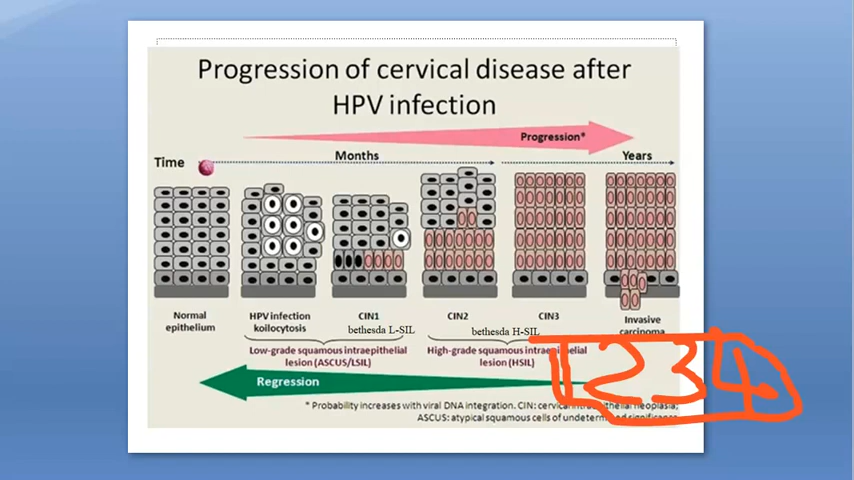 Progression of cervical disease after
HPV infection
Progression*
Time
Months
Years
Normal
epithelium
HPV infection
koilocytosis
CIN1
bethesda L-SIL
CIN2
bethesda H-SIL
CIN3
Invasive
carcinoma
Low-grade squamous intraepithelial
lesion (ASCUS/LSIL)
High-grade squamous intraepithelial
lesion (HSIL)
1234
Regression
* Probability increases with viral DNA integration. CIN: cervical intraepithelial neoplasia,
ASCUS: atypical squamous cells of undetermined significance